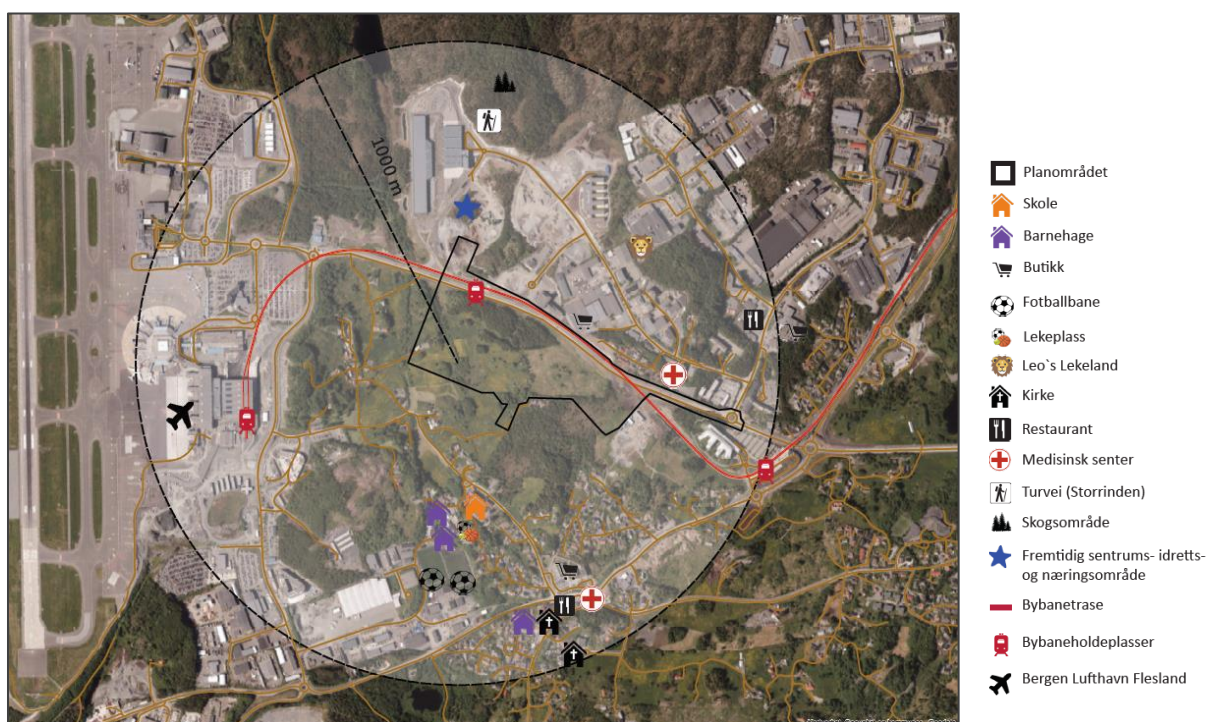 1000 m
Planområdet
Skole
Barnehage
Butikk
Fotballbane
Lekeplass
Leo`s Lekeland
Kirke
Restaurant
Medisinsk senter
Turvei (Storrinden)
Skogsområde
Fremtidig sentrums- idretts-
og næringsområde
Bybanetrase
Bybaneholdeplasser
Bergen Lufthavn Flesland